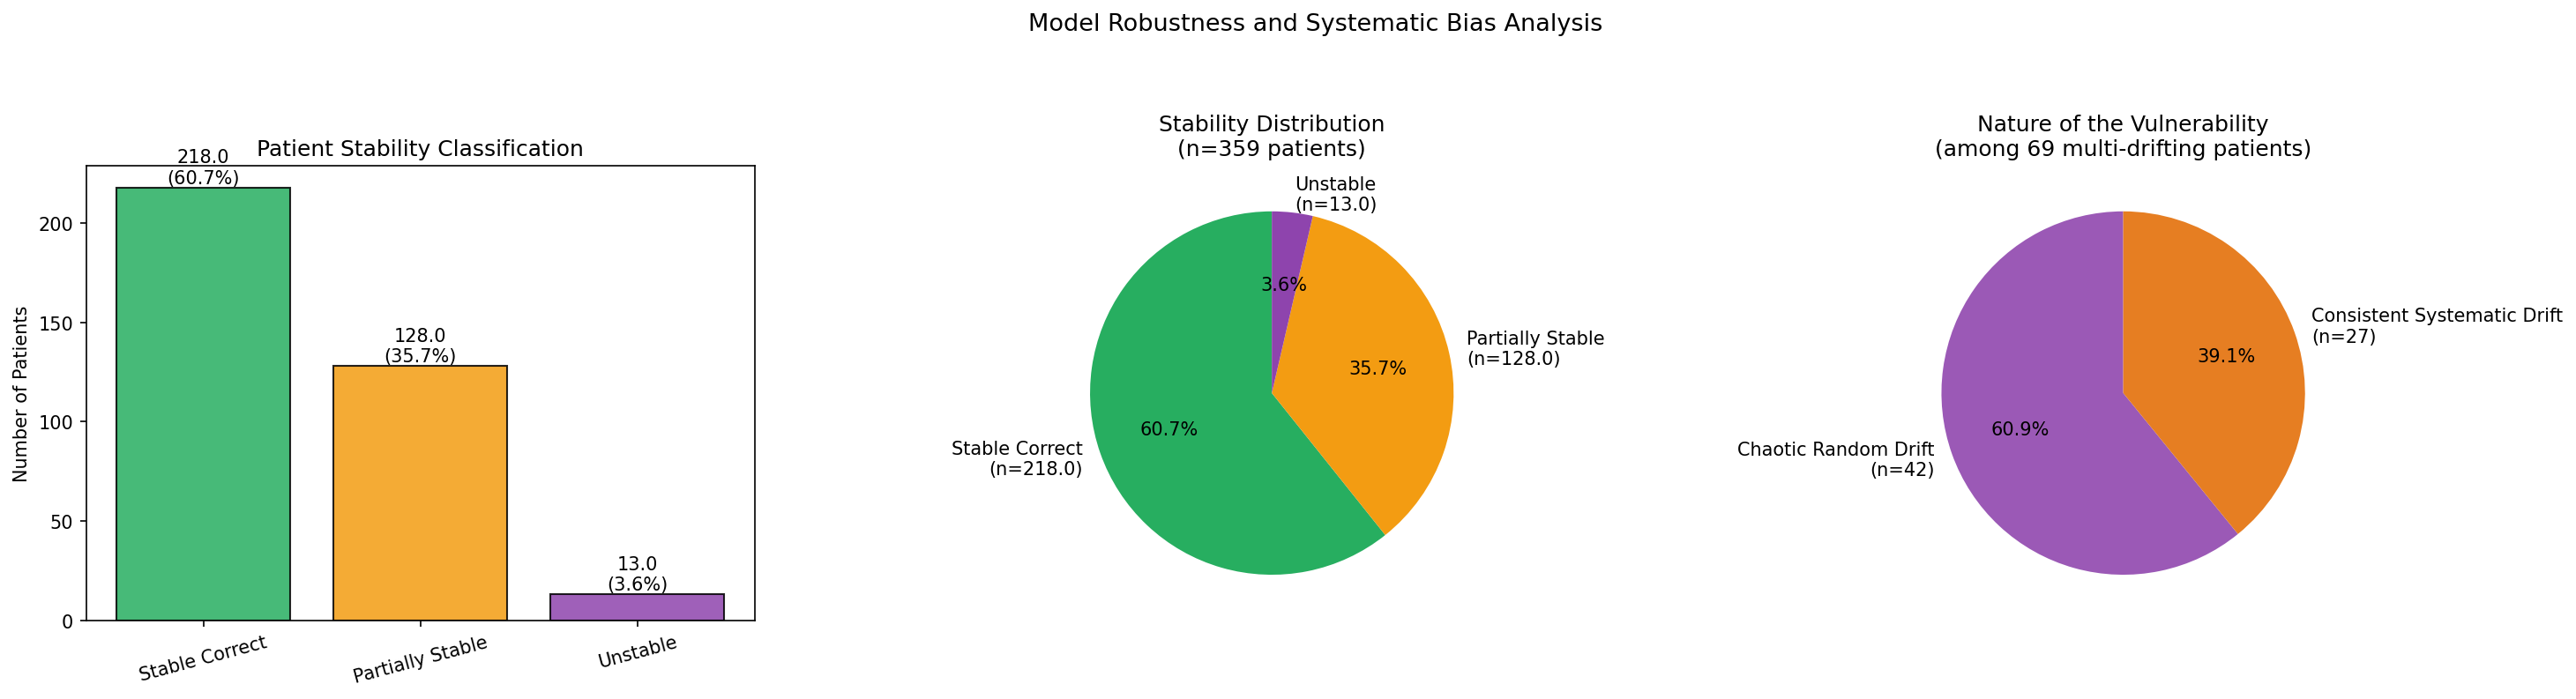 Model Robustness and Systematic Bias Analysis
Patient Stability Classification
Number of Patients
200
150
100
50
0
218.0
(60.7%)
128.0
(35.7%)
13.0
(3.6%)
Stable Correct
Partially Stable
Unstable
Stability Distribution
(n=359 patients)
Unstable
(n=13.0)
3.6%
Partially Stable
(n=128.0)
35.7%
60.7%
Stable Correct
(n=218.0)
Nature of the Vulnerability
(among 69 multi-drifting patients)
Consistent Systematic Drift
(n=27)
39.1%
60.9%
Chaotic Random Drift
(n=42)